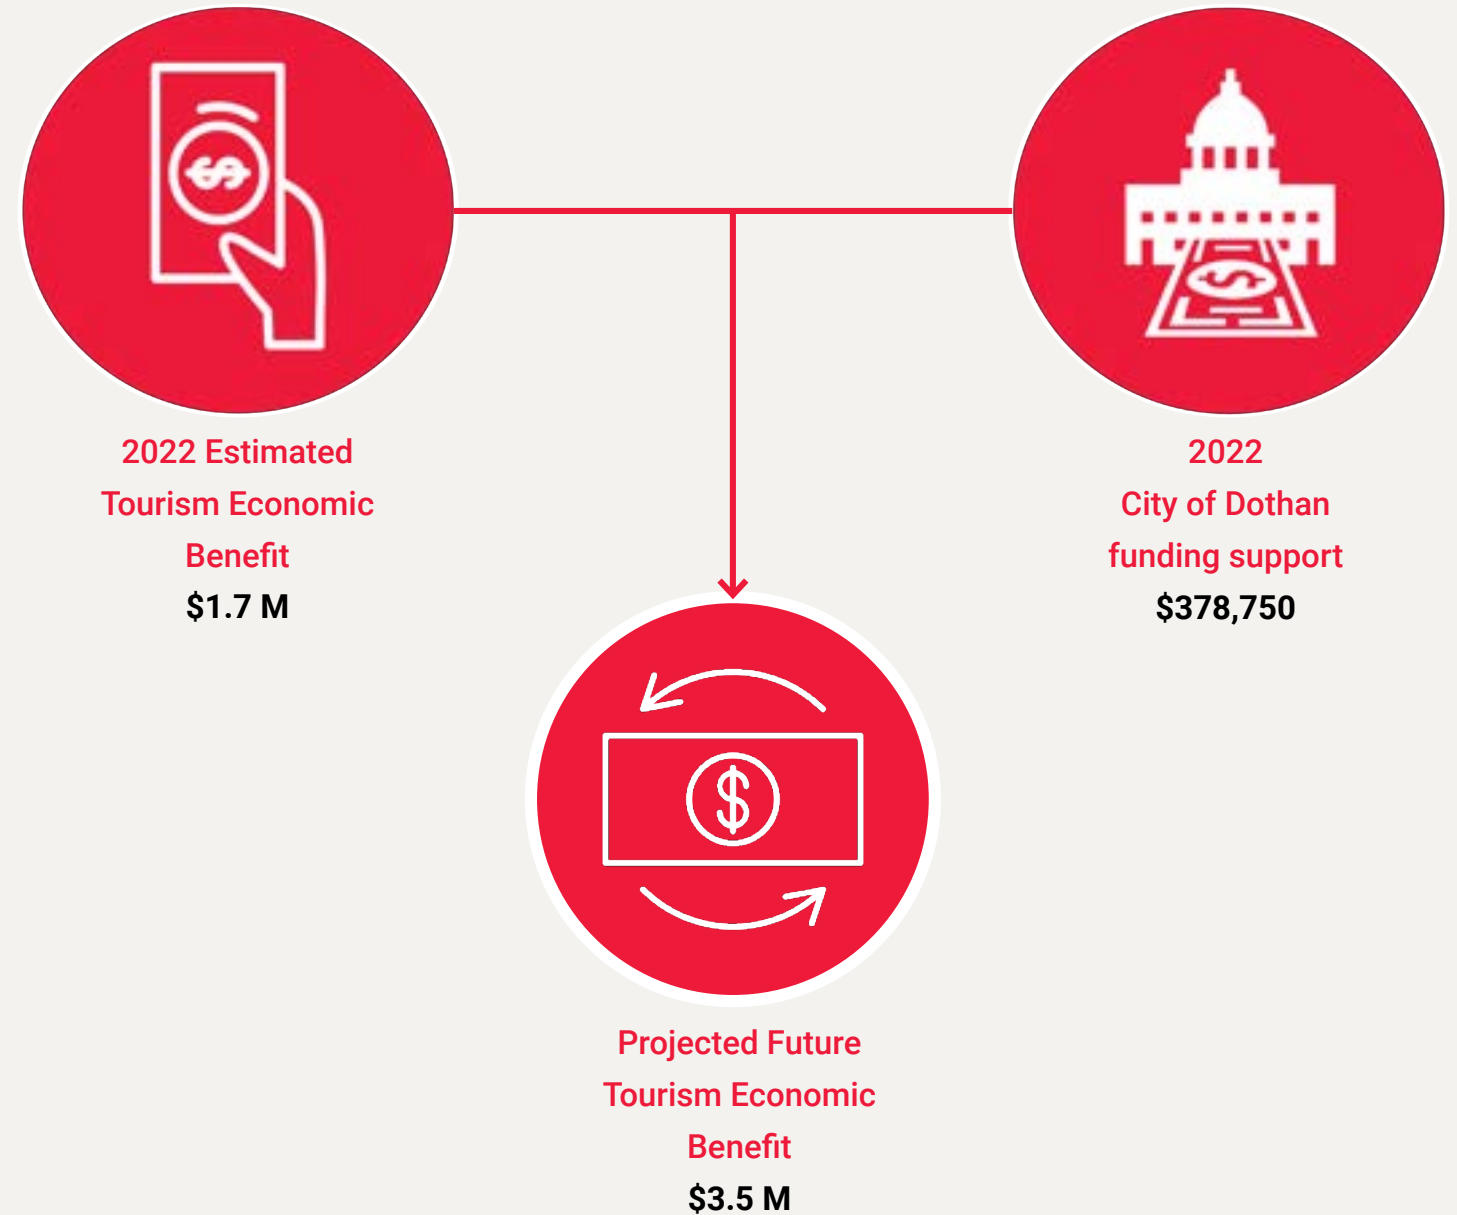 2022 Estimated
Tourism Economic
Benefit
$1.7 M
2022
City of Dothan
funding support
$378,750
Projected Future
Tourism Economic
Benefit
$3.5 M